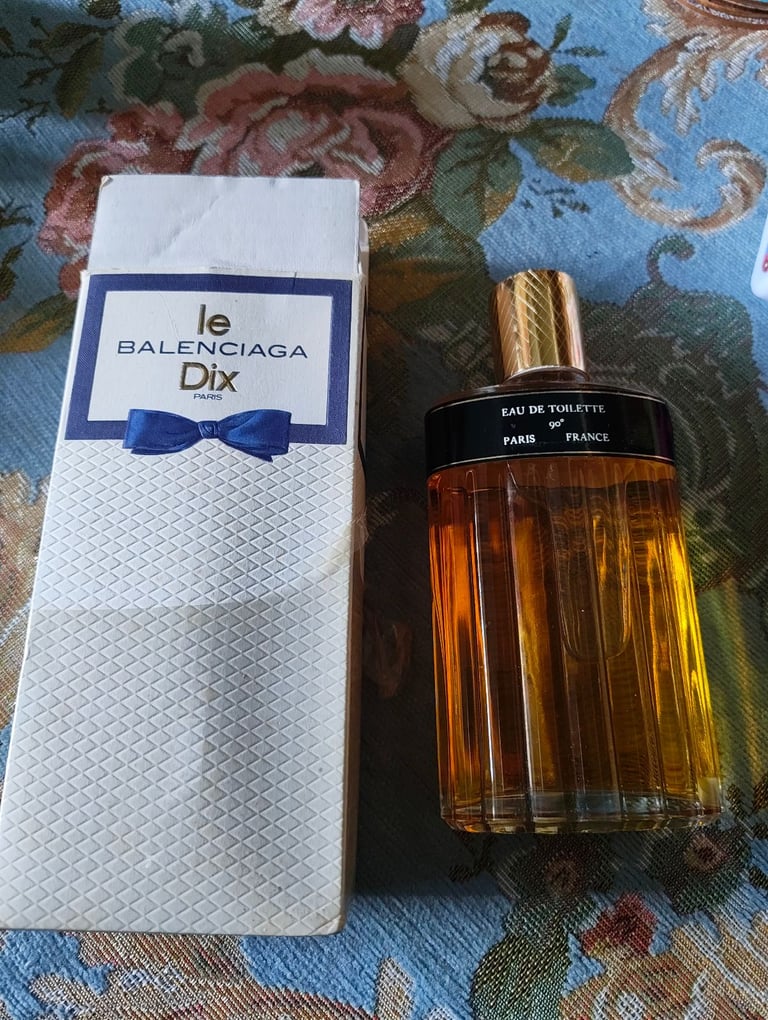 le
BALENCIAGA
Dix
PARIS
EAU DE TOILETTE
90°
PARIS FRANCE